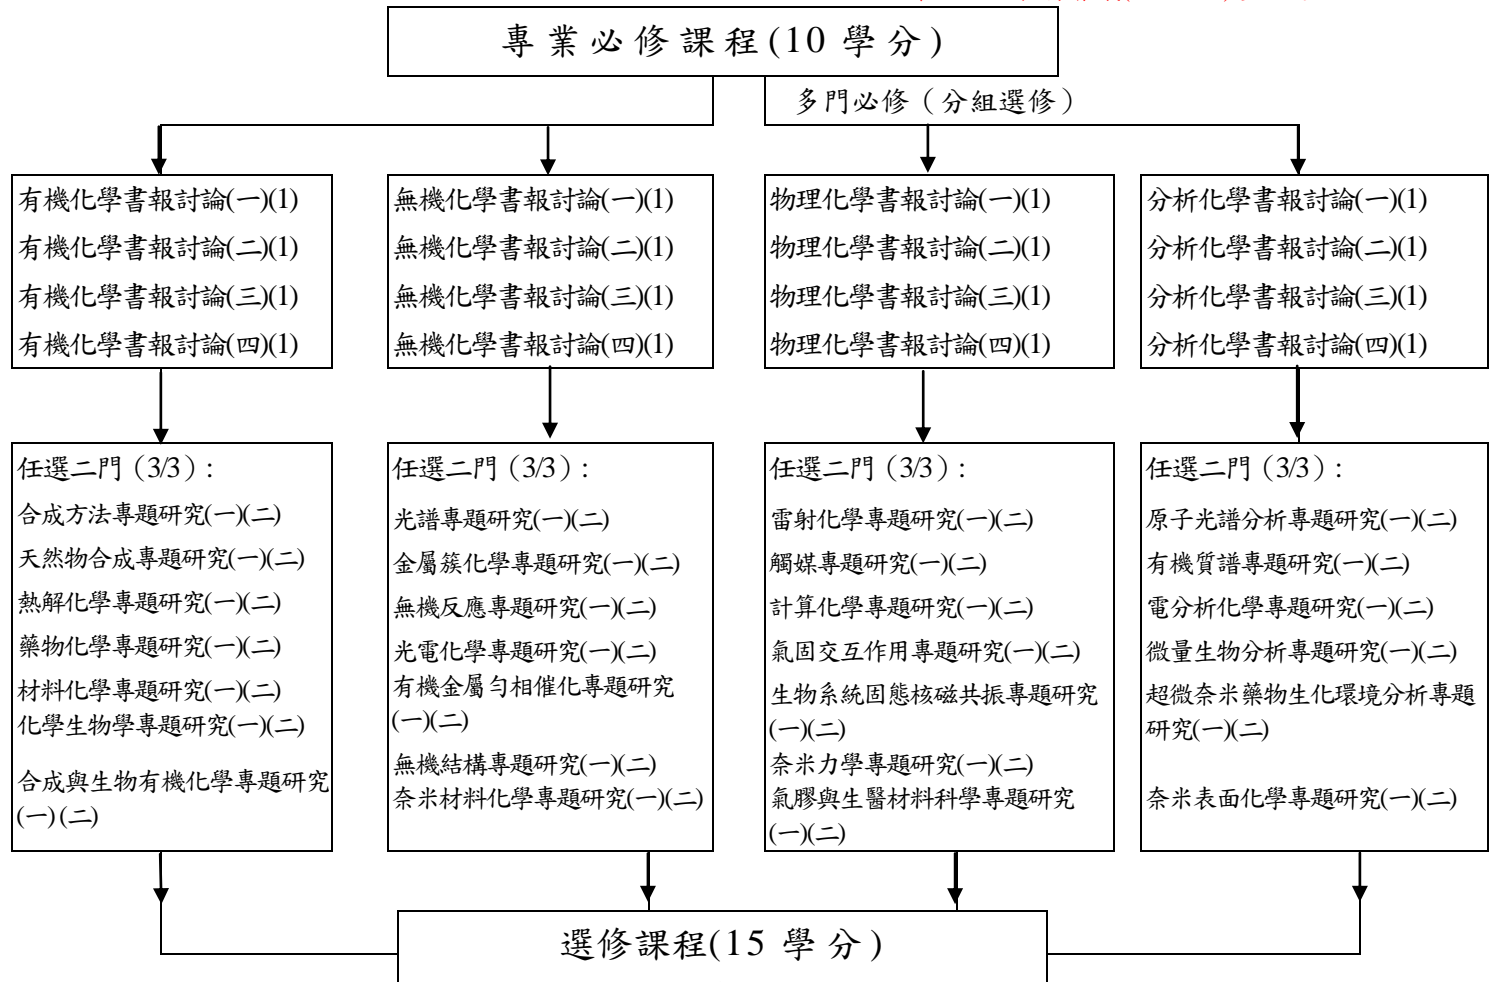 專業必修課程(10 學分)
多門必修（分組選修）
有機化學書報討論(一)(1)
有機化學書報討論(二)(1)
有機化學書報討論(三)(1)
有機化學書報討論(四)(1)
無機化學書報討論(一)(1)
無機化學書報討論(二)(1)
無機化學書報討論(三)(1)
無機化學書報討論(四)(1)
物理化學書報討論(一)(1)
物理化學書報討論(二)(1)
物理化學書報討論(三)(1)
物理化學書報討論(四)(1)
分析化學書報討論(一)(1)
分析化學書報討論(二)(1)
分析化學書報討論(三)(1)
分析化學書報討論(四)(1)
任選二門（3/3）:
合成方法專題研究(一)(二)
天然物合成專題研究(一)(二)
熱解化學專題研究(一)(二)
藥物化學專題研究(一)(二)
材料化學專題研究(一)(二)
化學生物學專題研究(一)(二)
合成與生物有機化學專題研究
(一)(二)
任選二門（3/3）:
光譜專題研究(一)(二)
金屬簇化學專題研究(一)(二)
無機反應專題研究(一)(二)
光電化學專題研究(一)(二)
有機金屬勻相催化專題研究
(一)(二)
無機結構專題研究(一)(二)
奈米材料化學專題研究(一)(二)
任選二門（3/3）:
雷射化學專題研究(一)(二)
觸媒專題研究(一)(二)
計算化學專題研究(一)(二)
氣固交互作用專題研究(一)(二)
生物系統固態核磁共振專題研究
(一)(二)
奈米力學專題研究(一)(二)
氣膠與生醫材料科學專題研究
(一)(二)
任選二門（3/3）:
原子光譜分析專題研究(一)(二)
有機質譜專題研究(一)(二)
電分析化學專題研究(一)(二)
微量生物分析專題研究(一)(二)
超微奈米藥物生化環境分析專題
研究(一)(二)
奈米表面化學專題研究(一)(二)
選修課程(15 學分)